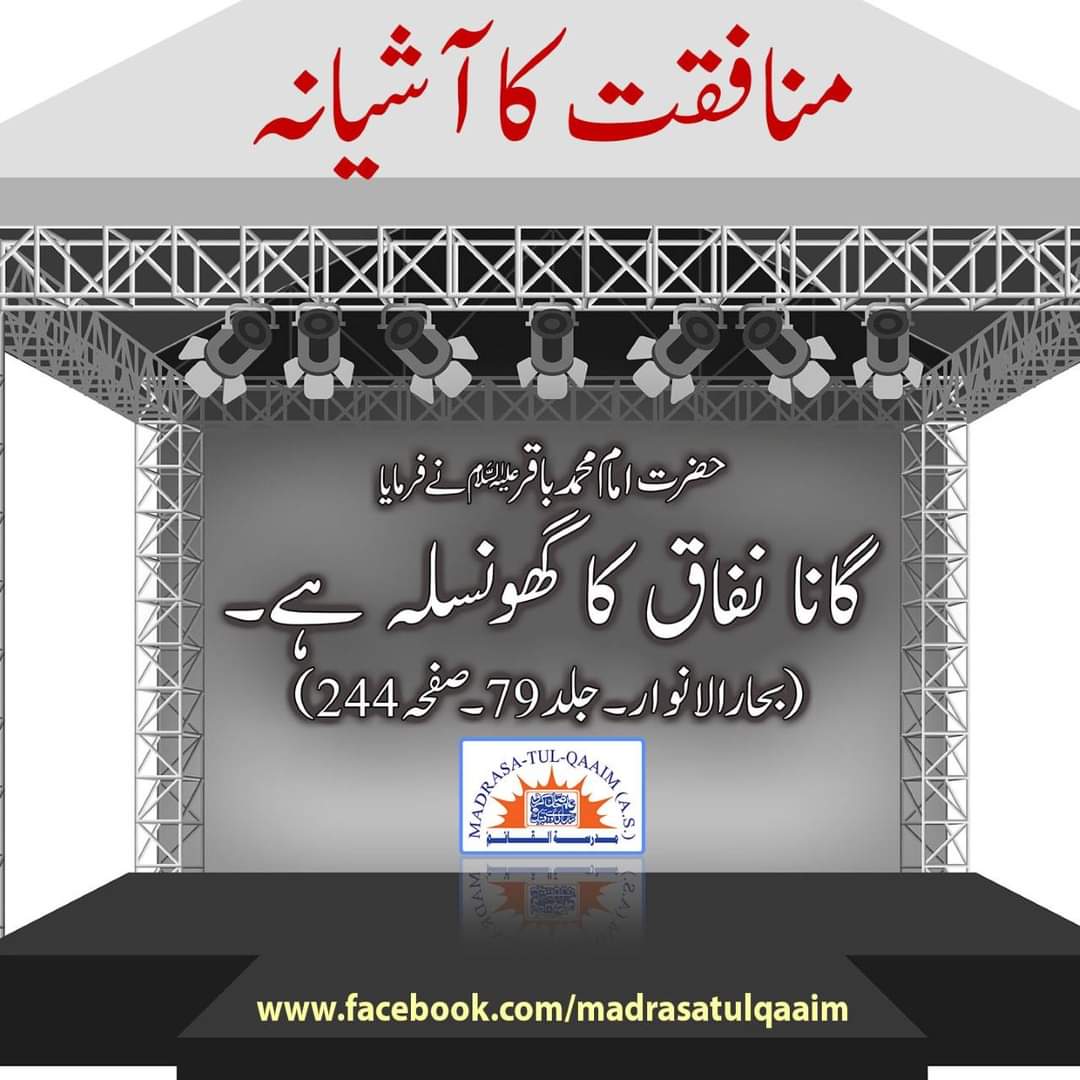 منافقت کا آشیانہ
حضرت امام محمد باقر علیہ السلام نے فرمایا
گانا نفاق کا گھونسلہ ہے۔
(بحار الانوار۔ جلد 79۔ صفحہ 244)
MADRASA-TUL-QAAIM (A.S.)
مدرسة القائم
www.facebook.com/madrasatulqaaim